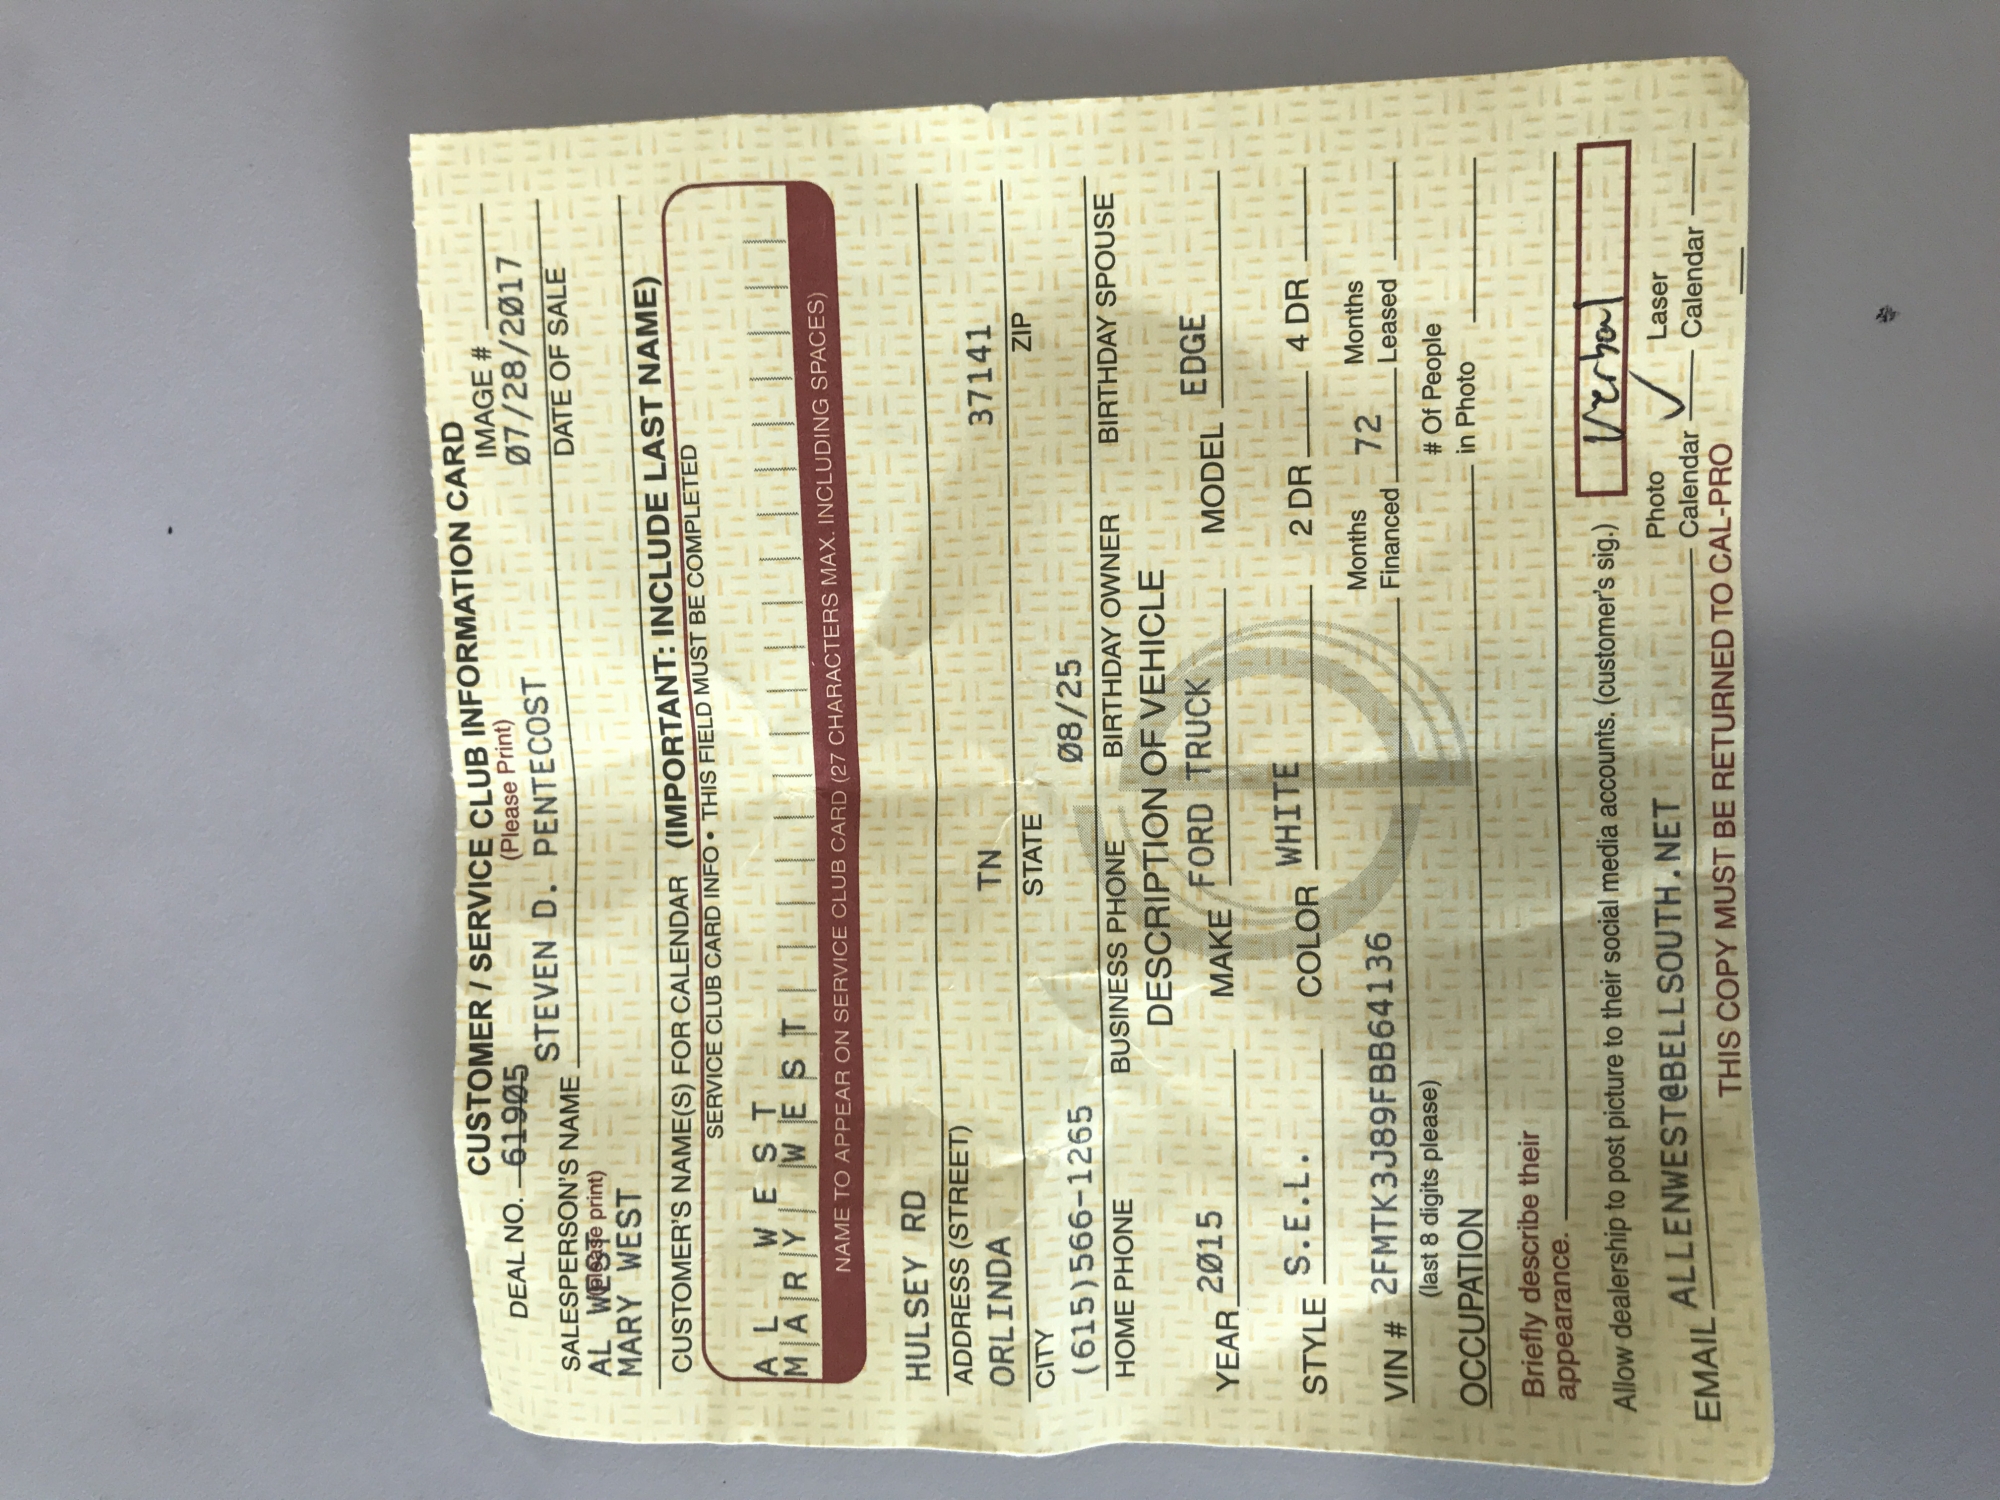 CUSTOMER / SERVICE CLUB INFORMATION CARD
(Please Print)
DEAL NO. 61905 IMAGE #
STEVEN D. PENTECOST 07/28/2017
SALESPERSON'S NAME DATE OF SALE
(please print)
AL WEST
MARY WEST
CUSTOMER'S NAME(S) FOR CALENDAR (IMPORTANT: INCLUDE LAST NAME)
SERVICE CLUB CARD INFO • THIS FIELD MUST BE COMPLETED
AL WEST
MARY WEST
NAME TO APPEAR ON SERVICE CLUB CARD (27 CHARACTERS MAX. INCLUDING SPACES)
HULSEY RD
ADDRESS (STREET)
ORLINDA TN 37141
CITY STATE ZIP
(615)566-1265 08/25
HOME PHONE BUSINESS PHONE BIRTHDAY OWNER BIRTHDAY SPOUSE
DESCRIPTION OF VEHICLE
YEAR 2015 MAKE FORD TRUCK MODEL EDGE
STYLE S.E.L. COLOR WHITE 2 DR 4 DR
VIN # 2FMTK3J89FBB64136 Months Financed 72 Months Leased
(last 8 digits please)
OCCUPATION # Of People in Photo
Briefly describe their
appearance.
Allow dealership to post picture to their social media accounts. (customer's sig.) Verbal
EMAIL ALLENWEST@BELLSOUTH.NET Photo Calendar ✓ Laser Calendar
THIS COPY MUST BE RETURNED TO CAL-PRO